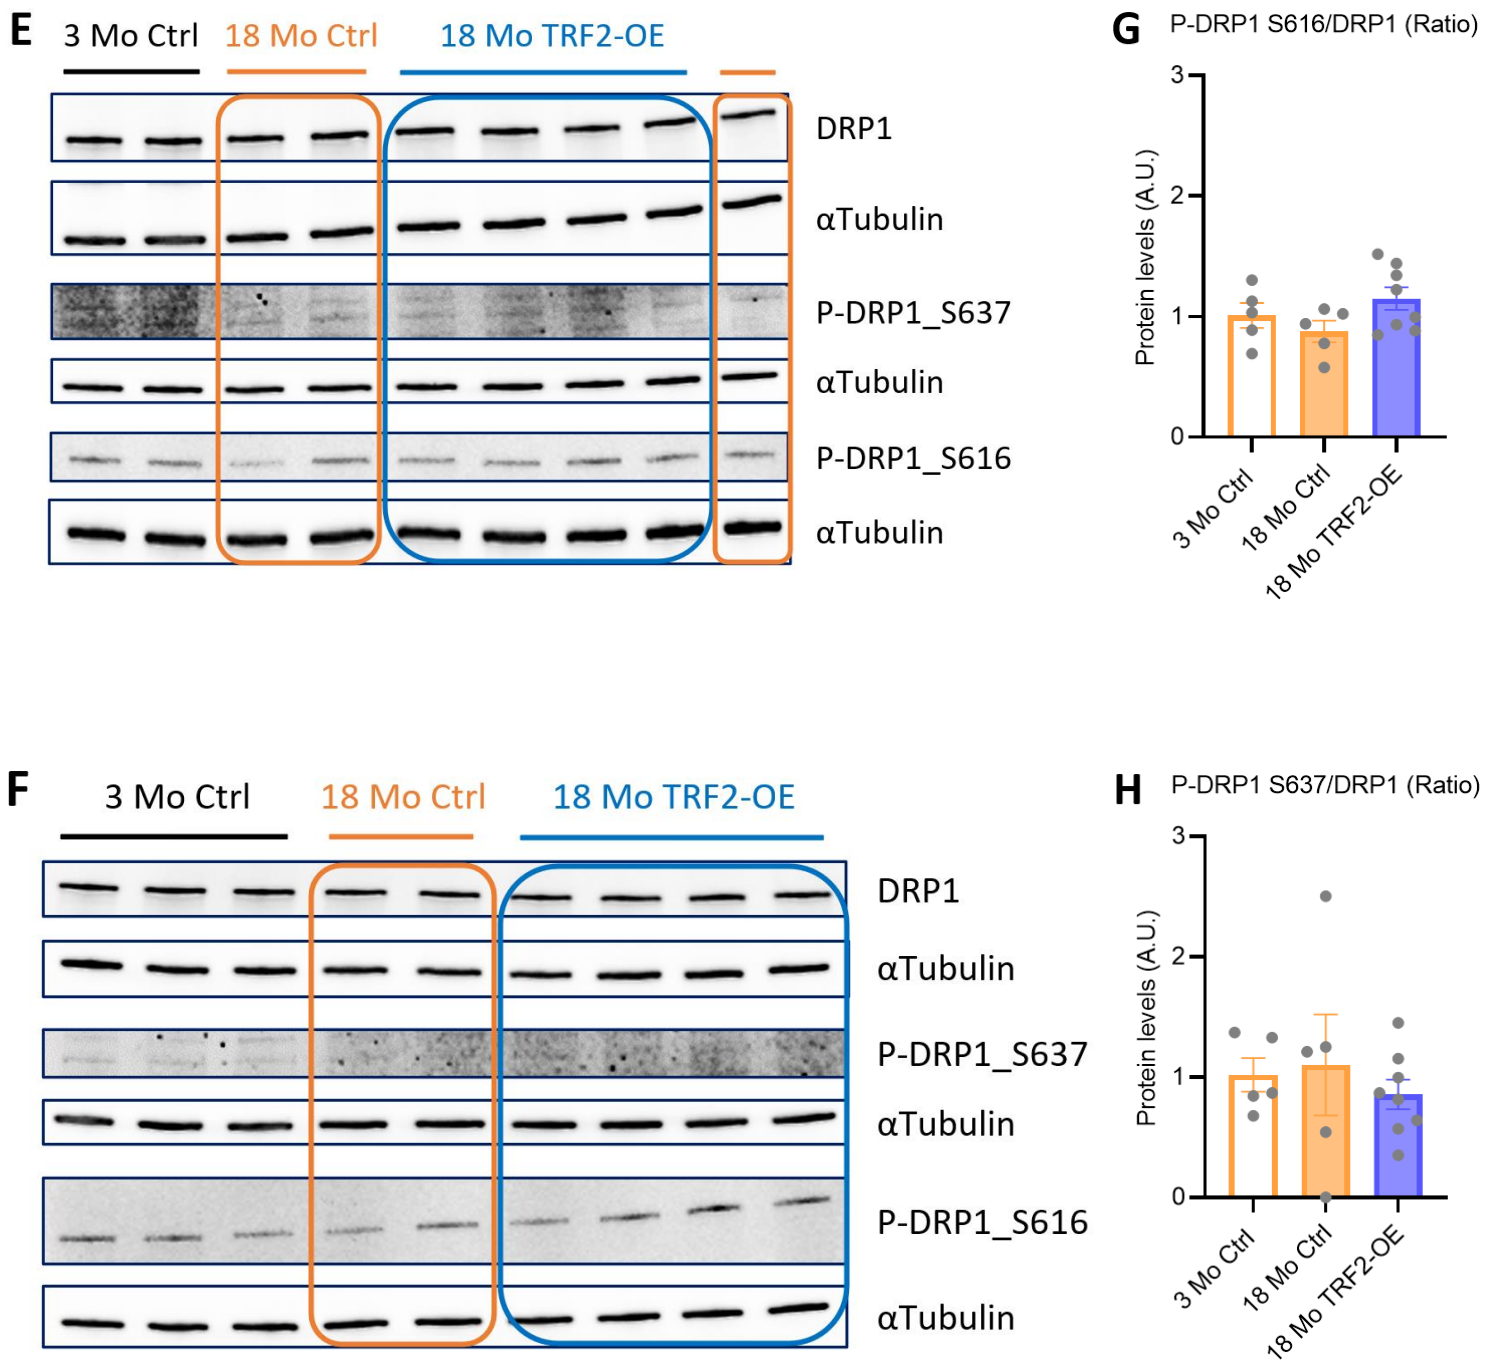 E
3 Mo Ctrl 18 Mo Ctrl 18 Mo TRF2-OE
DRP1
αTubulin
P-DRP1_S637
αTubulin
P-DRP1_S616
αTubulin
G P-DRP1 S616/DRP1 (Ratio)
Protein levels (A.U.)
3
2
1
0
3 Mo Ctrl
18 Mo Ctrl
18 Mo TRF2-OE
F
3 Mo Ctrl 18 Mo Ctrl 18 Mo TRF2-OE
DRP1
αTubulin
P-DRP1_S637
αTubulin
P-DRP1_S616
αTubulin
H P-DRP1 S637/DRP1 (Ratio)
Protein levels (A.U.)
3
2
1
0
3 Mo Ctrl
18 Mo Ctrl
18 Mo TRF2-OE